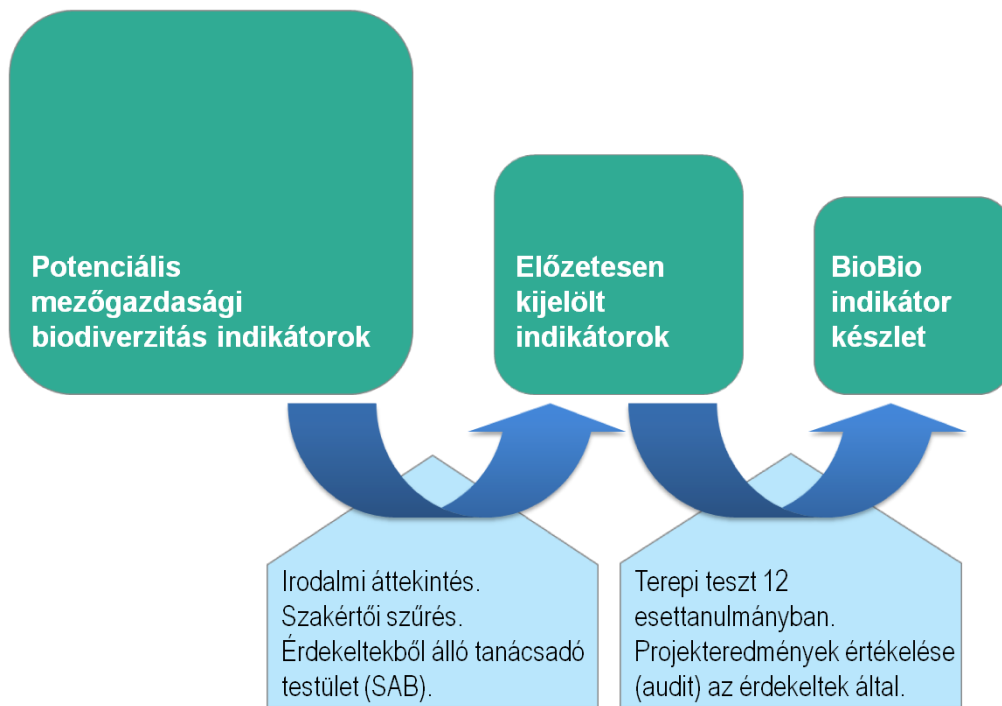 Potenciális
mezőgazdasági
biodiverzitás indikátorok
Előzetesen
kijelölt
indikátorok
BioBio
indikátor
készlet
Irodalmi áttekintés.
Szakértői szűrés.
Érdekeltekből álló tanácsadó
testület (SAB).
Terepi teszt 12
esettanulmányban.
Projekteredmények értékelése
(audit) az érdekeltek által.